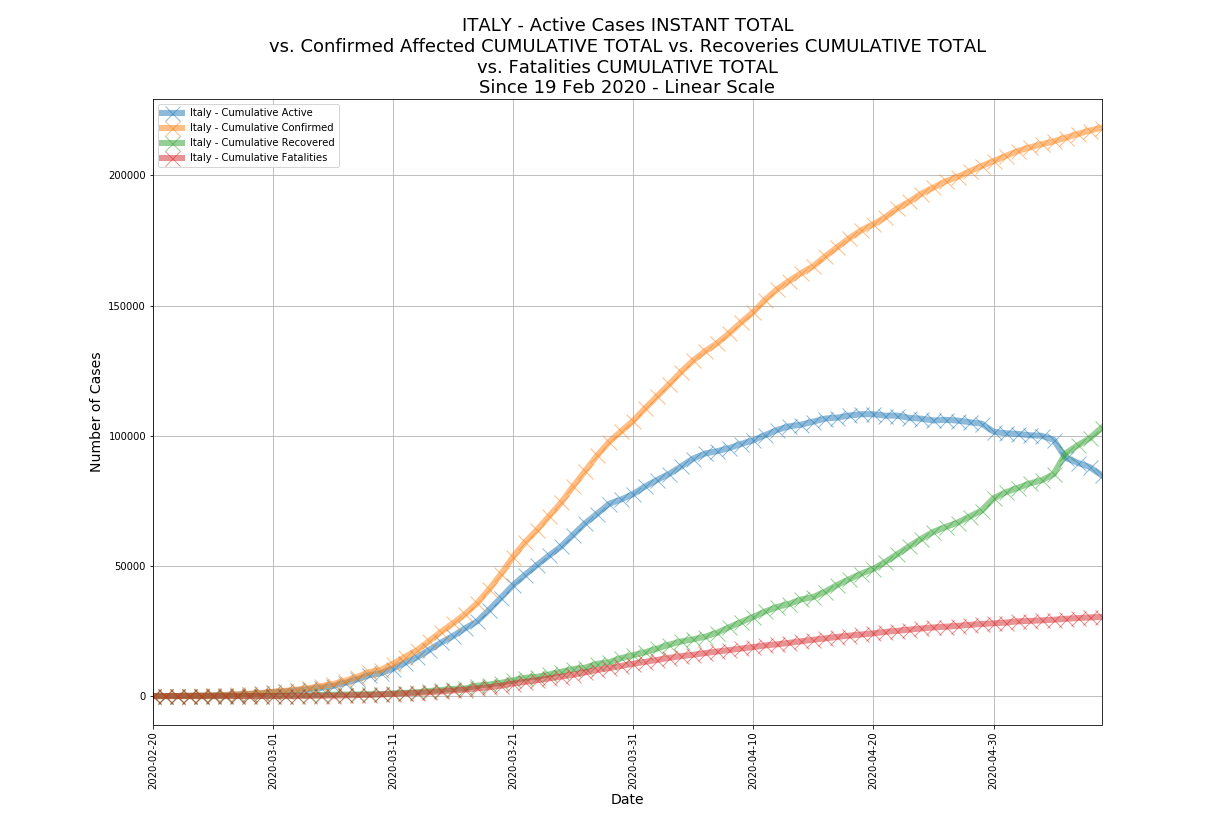 ITALY - Active Cases INSTANT TOTAL
vs. Confirmed Affected CUMULATIVE TOTAL vs. Recoveries CUMULATIVE TOTAL
vs. Fatalities CUMULATIVE TOTAL
Since 19 Feb 2020 - Linear Scale
Italy - Cumulative Active
Italy - Cumulative Confirmed
Italy - Cumulative Recovered
Italy - Cumulative Fatalities
Number of Cases
200000
150000
100000
50000
0
2020-02-20
2020-03-01
2020-03-11
2020-03-21
2020-03-31
2020-04-10
2020-04-20
2020-04-30
Date